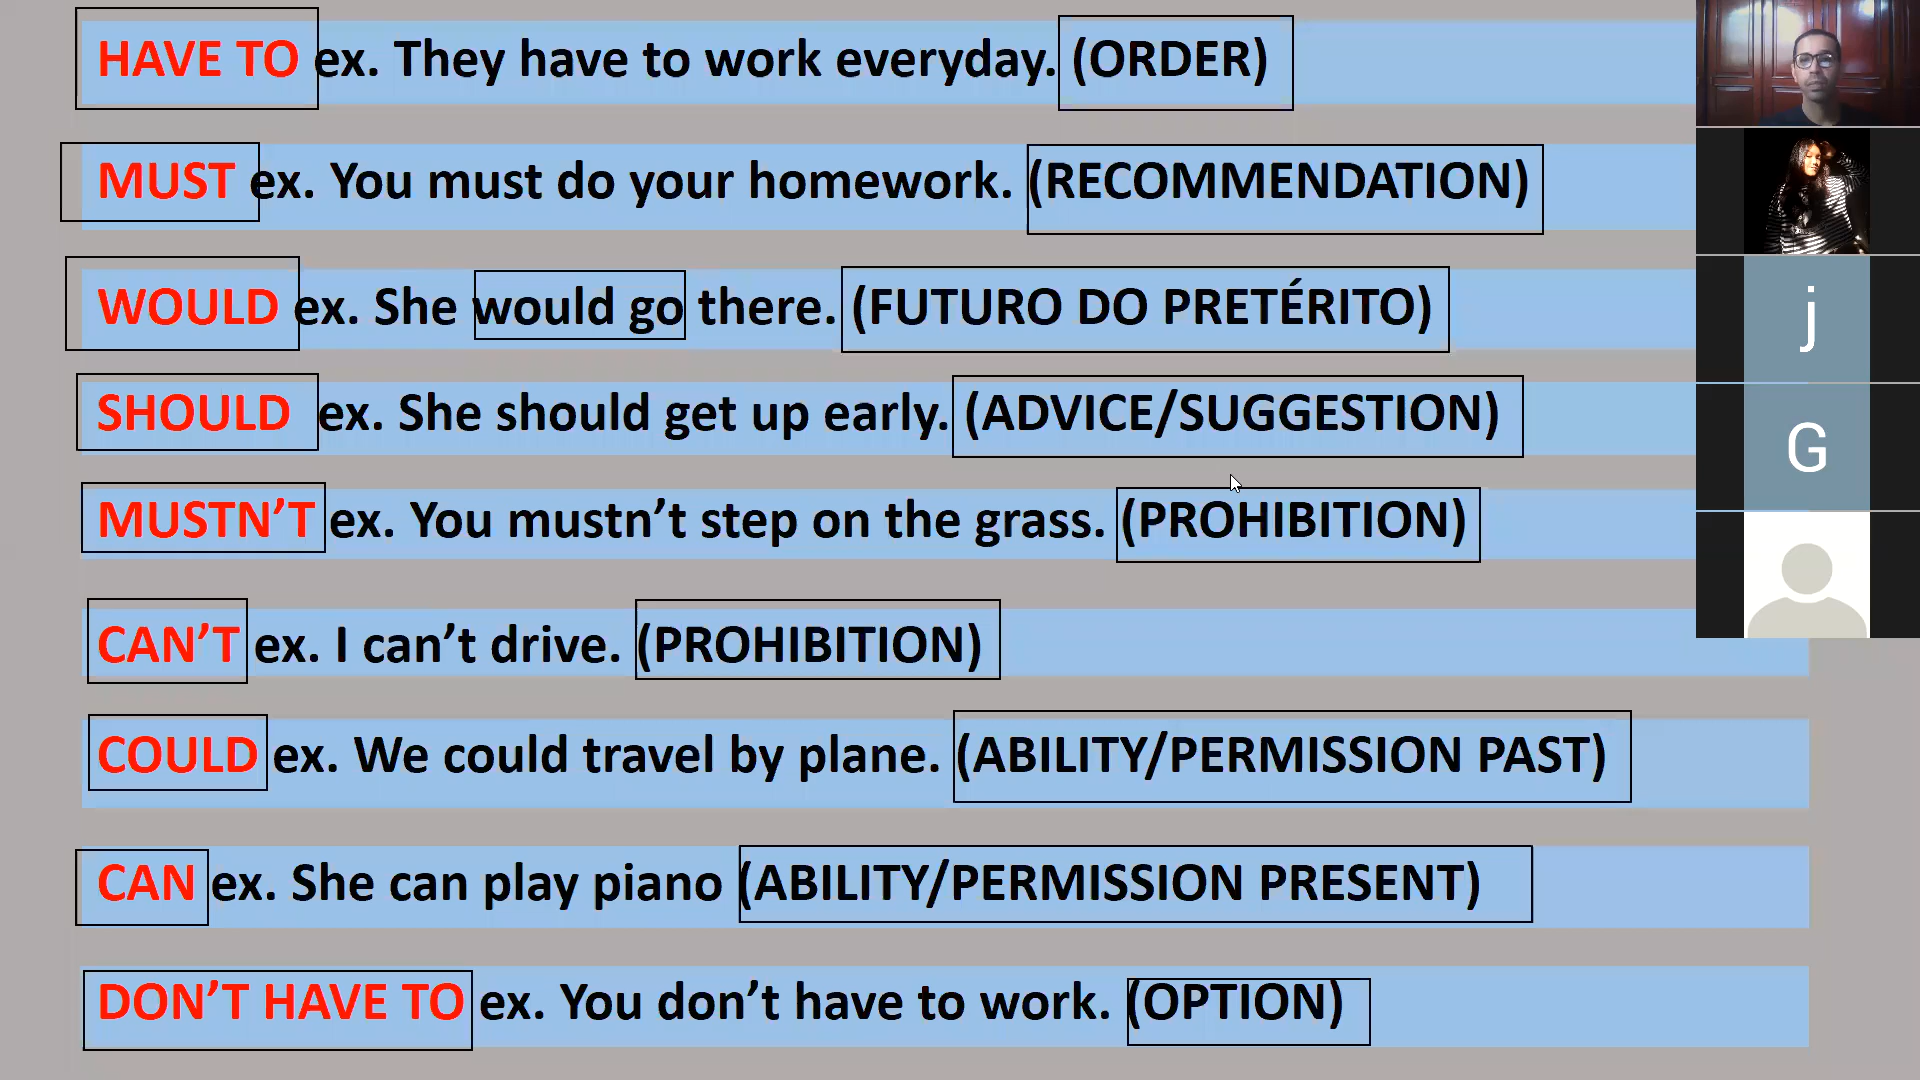 HAVE TO ex. They have to work everyday. (ORDER)
MUST ex. You must do your homework. (RECOMMENDATION)
WOULD ex. She would go there. (FUTURO DO PRETÉRITO)
SHOULD ex. She should get up early. (ADVICE/SUGGESTION)
MUSTN’T ex. You mustn’t step on the grass. (PROHIBITION)
CAN’T ex. I can’t drive. (PROHIBITION)
COULD ex. We could travel by plane. (ABILITY/PERMISSION PAST)
CAN ex. She can play piano (ABILITY/PERMISSION PRESENT)
DON’T HAVE TO ex. You don’t have to work. (OPTION)
j
G